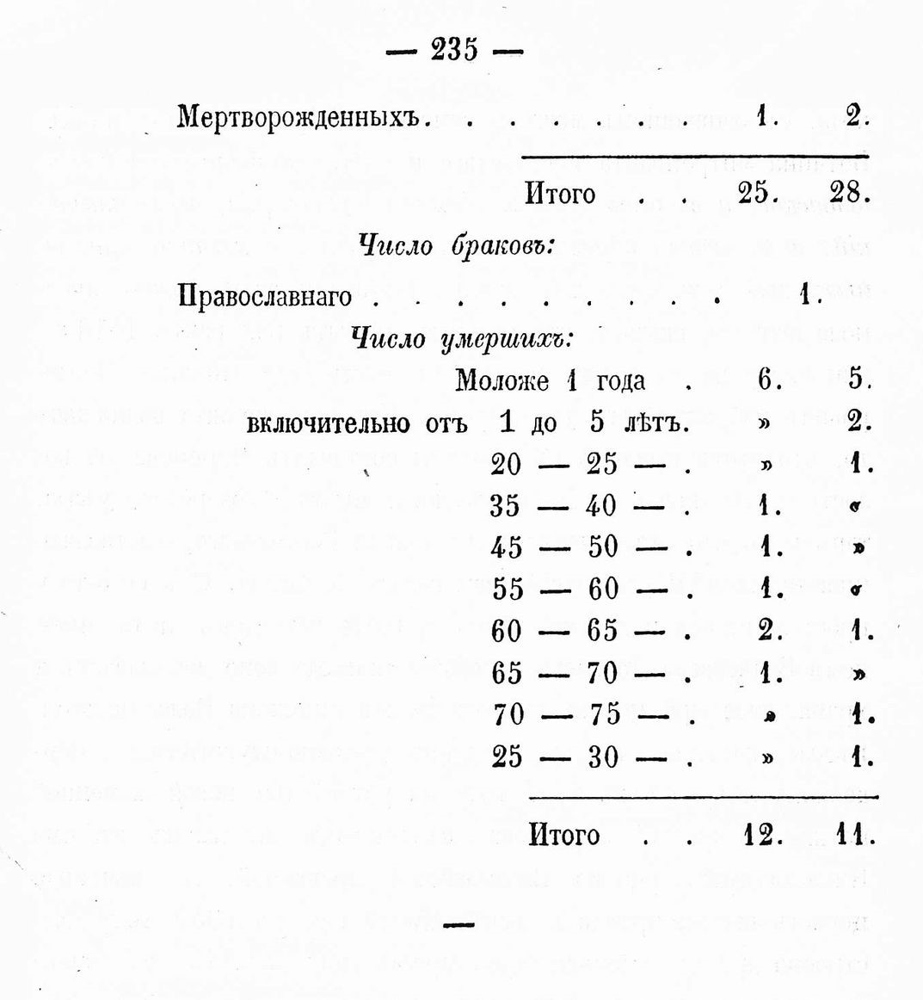 — 235 —
Мертворожденныхъ. . . . . . 1. 2.
Итого . . 25. 28.
Число браковъ:
Православнаго . . . . . . . . . 1.
Число умершихъ:
Моложе 1 года . 6. 5.
включительно отъ 1 до 5 лѣтъ. » 2.
20 — 25 — . » 1.
35 — 40 — . 1. «
45 — 50 — . 1. »
55 — 60 — . 1. «
60 — 65 — . 2. 1.
65 — 70 — . 1. »
70 — 75 — . » 1.
25 — 30 — . » 1.
Итого . . 12. 11.